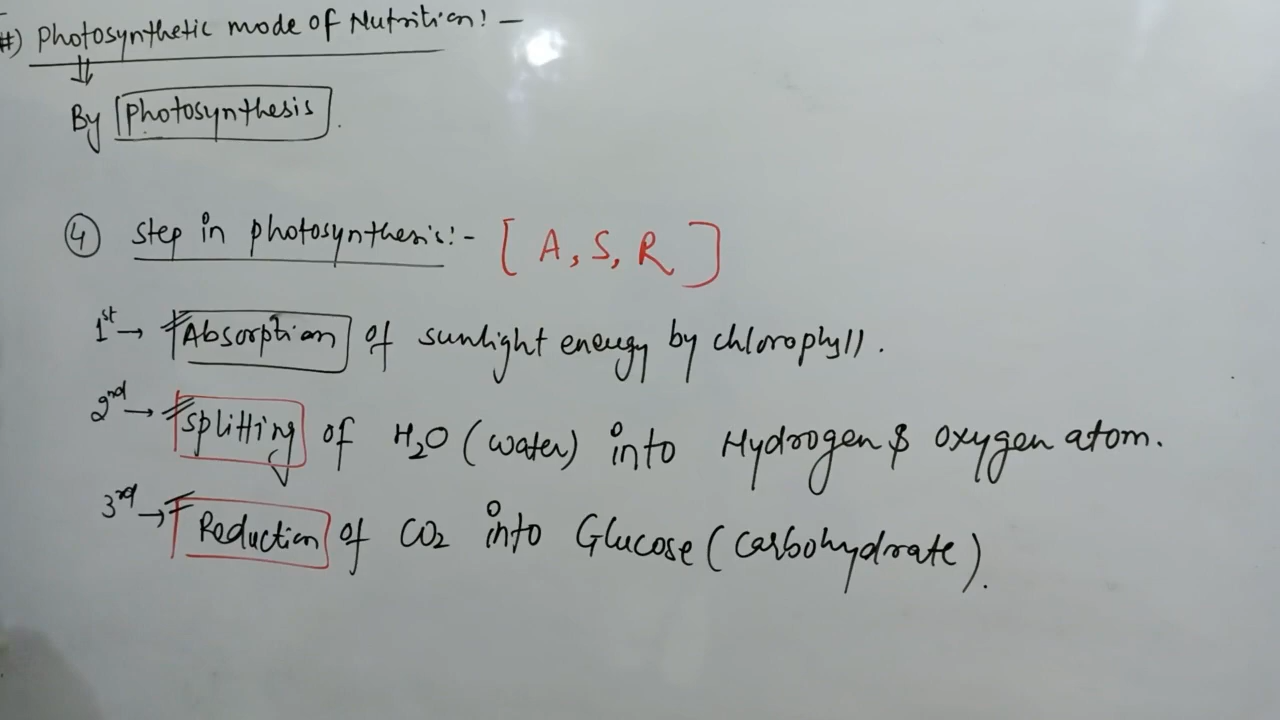 #) Photosynthetic mode of Nutrition! -
⇓
By Photosynthesis.
④ Step in photosynthesis:- [A, S, R]
1st → Absorption of sunlight energy by chlorophyll.
2nd → Splitting of H₂O (water) into Hydrogen & oxygen atom.
3rd → Reduction of CO₂ into Glucose (carbohydrate).